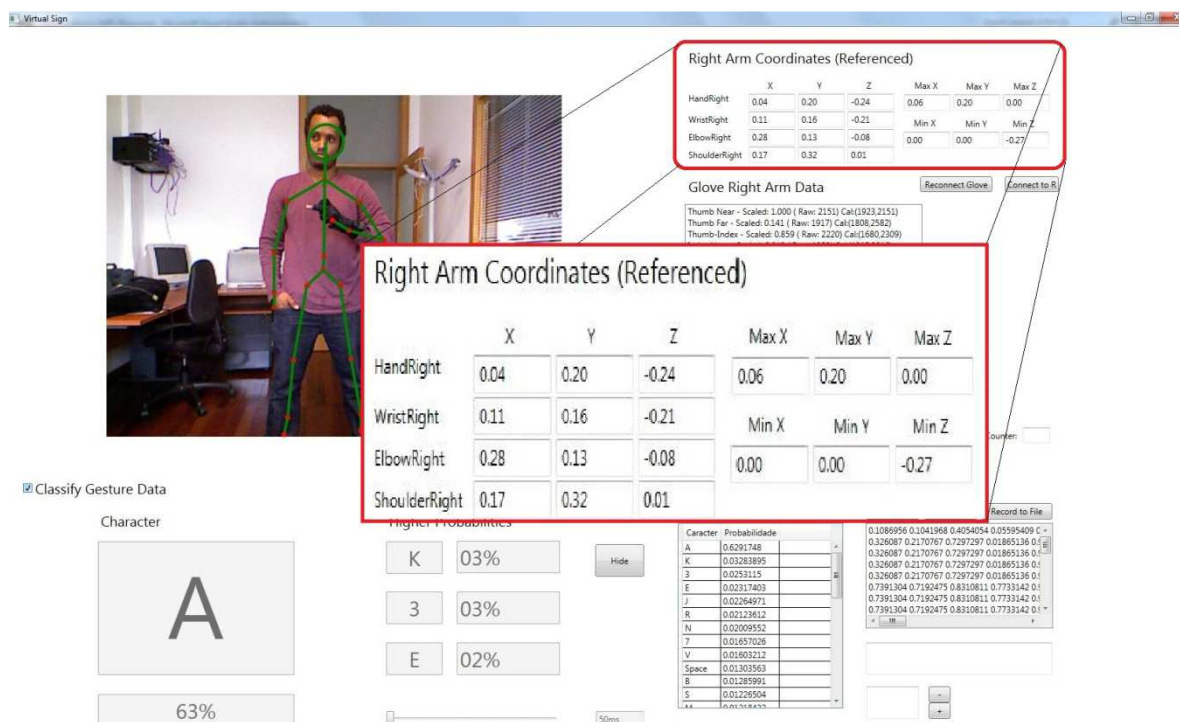 Virtual Sign
Right Arm Coordinates (Referenced)
X Y Z Max X Max Y Max Z
HandRight 0.04 0.20 -0.24 0.06 0.20 0.00
WristRight 0.11 0.16 -0.21 Min X Min Y Min Z
ElbowRight 0.28 0.13 -0.08 0.00 0.00 -0.27
ShoulderRight 0.17 0.32 0.01
Glove Right Arm Data Reconnect Glove Connect to R
Thumb Near - Scaled: 1.000 ( Raw: 2151) Cal:(1923,2151)
Thumb Far - Scaled: 0.141 ( Raw: 1917) Cal:(1808,2582)
Thumb-Index - Scaled: 0.859 ( Raw: 2220) Cal:(1680,2309)
Right Arm Coordinates (Referenced)
X Y Z Max X Max Y Max Z
HandRight 0.04 0.20 -0.24 0.06 0.20 0.00
WristRight 0.11 0.16 -0.21 Min X Min Y Min Z
ElbowRight 0.28 0.13 -0.08 0.00 0.00 -0.27
ShoulderRight 0.17 0.32 0.01
Counter:
Classify Gesture Data
Character
A
63%
Higher Probabilities
K 03%
3 03%
E 02%
Hide
50ms
Caracter Probabilidade
A 0.6291748
K 0.03283895
3 0.0253115
E 0.02317403
J 0.02264971
R 0.02123612
N 0.02009552
7 0.01657026
V 0.01603212
Space 0.01303563
B 0.01285991
S 0.01226504
Record to File
0.1086956 0.1041968 0.4054054 0.05595409
0.326087 0.2170767 0.7297297 0.01865136
0.326087 0.2170767 0.7297297 0.01865136
0.326087 0.2170767 0.7297297 0.01865136
0.326087 0.2170767 0.7297297 0.01865136
0.7391304 0.7192475 0.8310811 0.7733142
0.7391304 0.7192475 0.8310811 0.7733142
0.7391304 0.7192475 0.8310811 0.7733142
-
+